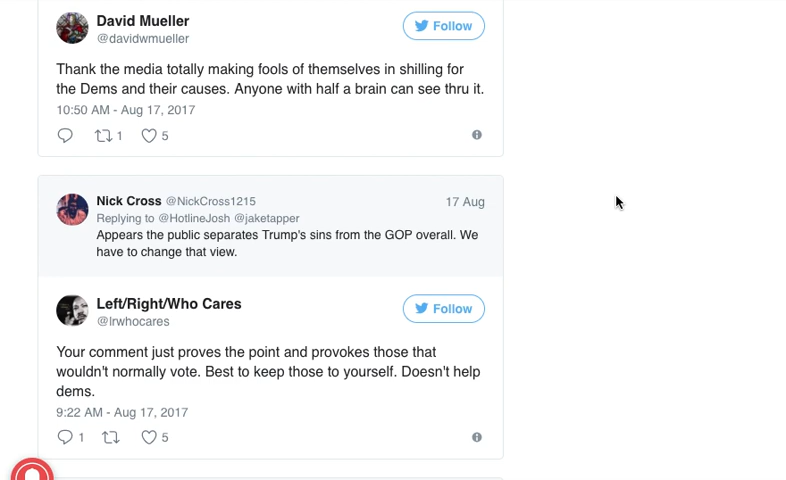 David Mueller
@davidwmueller
Follow
Thank the media totally making fools of themselves in shilling for
the Dems and their causes. Anyone with half a brain can see thru it.
10:50 AM - Aug 17, 2017
1 5
Nick Cross @NickCross1215 17 Aug
Replying to @HotlineJosh @jaketapper
Appears the public separates Trump's sins from the GOP overall. We
have to change that view.
Left/Right/Who Cares
@lrwhocares
Follow
Your comment just proves the point and provokes those that
wouldn't normally vote. Best to keep those to yourself. Doesn't help
dems.
9:22 AM - Aug 17, 2017
1 5